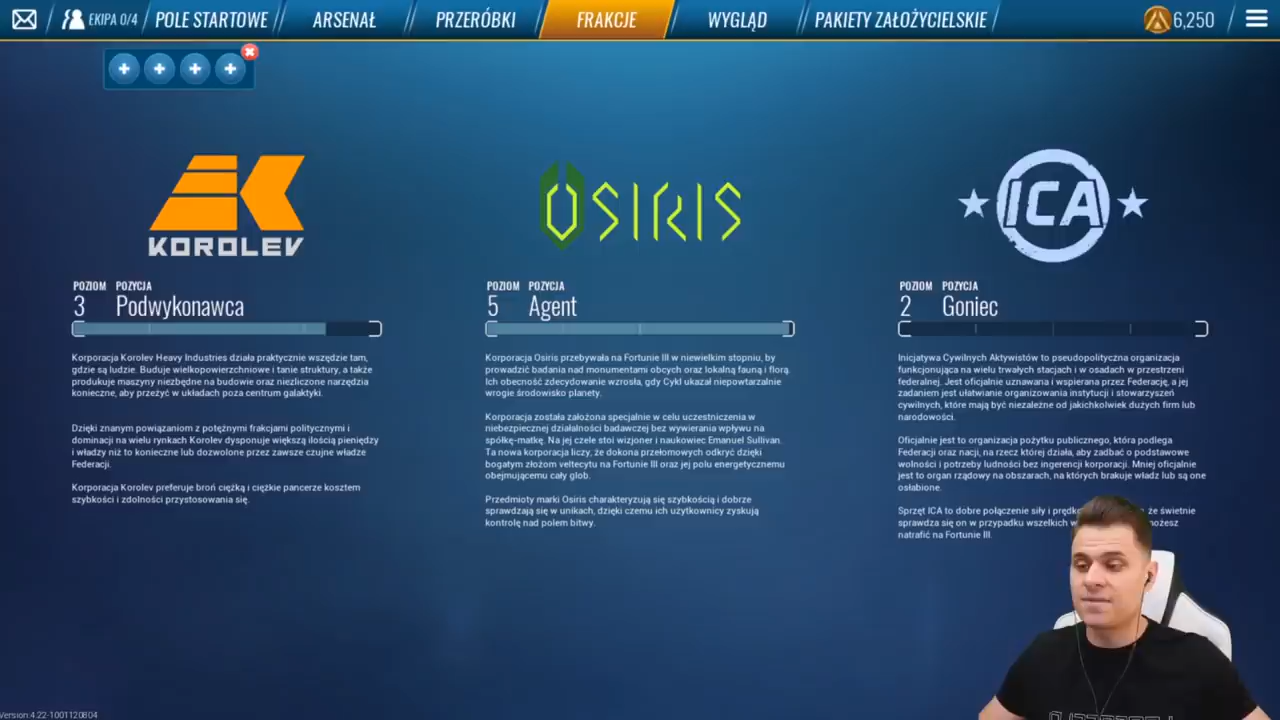 EKIPA 0/4
POLE STARTOWE
ARSENAŁ
PRZERÓBKI
FRAKCJE
WYGLĄD
PAKIETY ZAŁOŻYCIELSKIE
6,250
KOROLEV
POZIOM POZYCJA
3 Podwykonawca
Korporacja Korolev Heavy Industries działa praktycznie wszędzie tam,
gdzie są ludzie. Buduje wielkopowierzchniowe i tanie struktury, a także
produkuje maszyny niezbędne na budowie oraz niezliczone narzędzia
konieczne, aby przeżyć w układach poza centrum galaktyki.
Dzięki znanym powiązaniom z potężnymi frakcjami politycznymi i
dominacji na wielu rynkach Korolev dysponuje większą ilością pieniędzy
i władzy niż to konieczne lub dozwolone przez zawsze czujne władze
Federacji.
Korporacja Korolev preferuje broń ciężką i ciężkie pancerze kosztem
szybkości i zdolności przystosowania się.
OSIRIS
POZIOM POZYCJA
5 Agent
Korporacja Osiris przebywała na Fortunie III w niewielkim stopniu, by
prowadzić badania nad monumentami obcych oraz lokalną fauną i florą.
Ich obecność zdecydowanie wzrosła, gdy Cykl ukazał niepowtarzalnie
wrogie środowisko planety.
Korporacja została założona specjalnie w celu uczestniczenia w
niebezpiecznej działalności badawczej bez wywierania wpływu na
spółkę-matkę. Na jej czele stoi wizjoner i naukowiec Emanuel Sullivan.
Ta nowa korporacja liczy, że dokona przełomowych odkryć dzięki
bogatym złożom veltecytu na Fortunie III oraz jej polu energetycznemu
obejmującemu cały glob.
Przedmioty marki Osiris charakteryzują się szybkością i dobrze
sprawdzają się w unikach, dzięki czemu ich użytkownicy zyskują
kontrolę nad polem bitwy.
ICA
POZIOM POZYCJA
2 Goniec
Inicjatywa Cywilnych Aktywistów to pseudopolityczna organizacja
funkcjonująca na wielu trwałych stacjach i w osadach w przestrzeni
federalnej. Jest oficjalnie uznawana i wspierana przez Federację, a jej
zadaniem jest ułatwianie organizowania instytucji i stowarzyszeń
cywilnych, które mają być niezależne od jakichkolwiek dużych firm lub
narodowości.
Oficjalnie jest to organizacja pożytku publicznego, która podlega
Federacji oraz nacji, na rzecz której działa, aby zadbać o podstawowe
wolności i potrzeby ludności bez ingerencji korporacji. Mniej oficjalnie
jest to organ rządowy na obszarach, na których brakuje władz lub są one
osłabione.
Sprzęt ICA to dobre połączenie siły i że świetnie
sprawdza się on w przypadku wszelkich możesz
natrafić na Fortunie III.
Version:4.22-1001120804